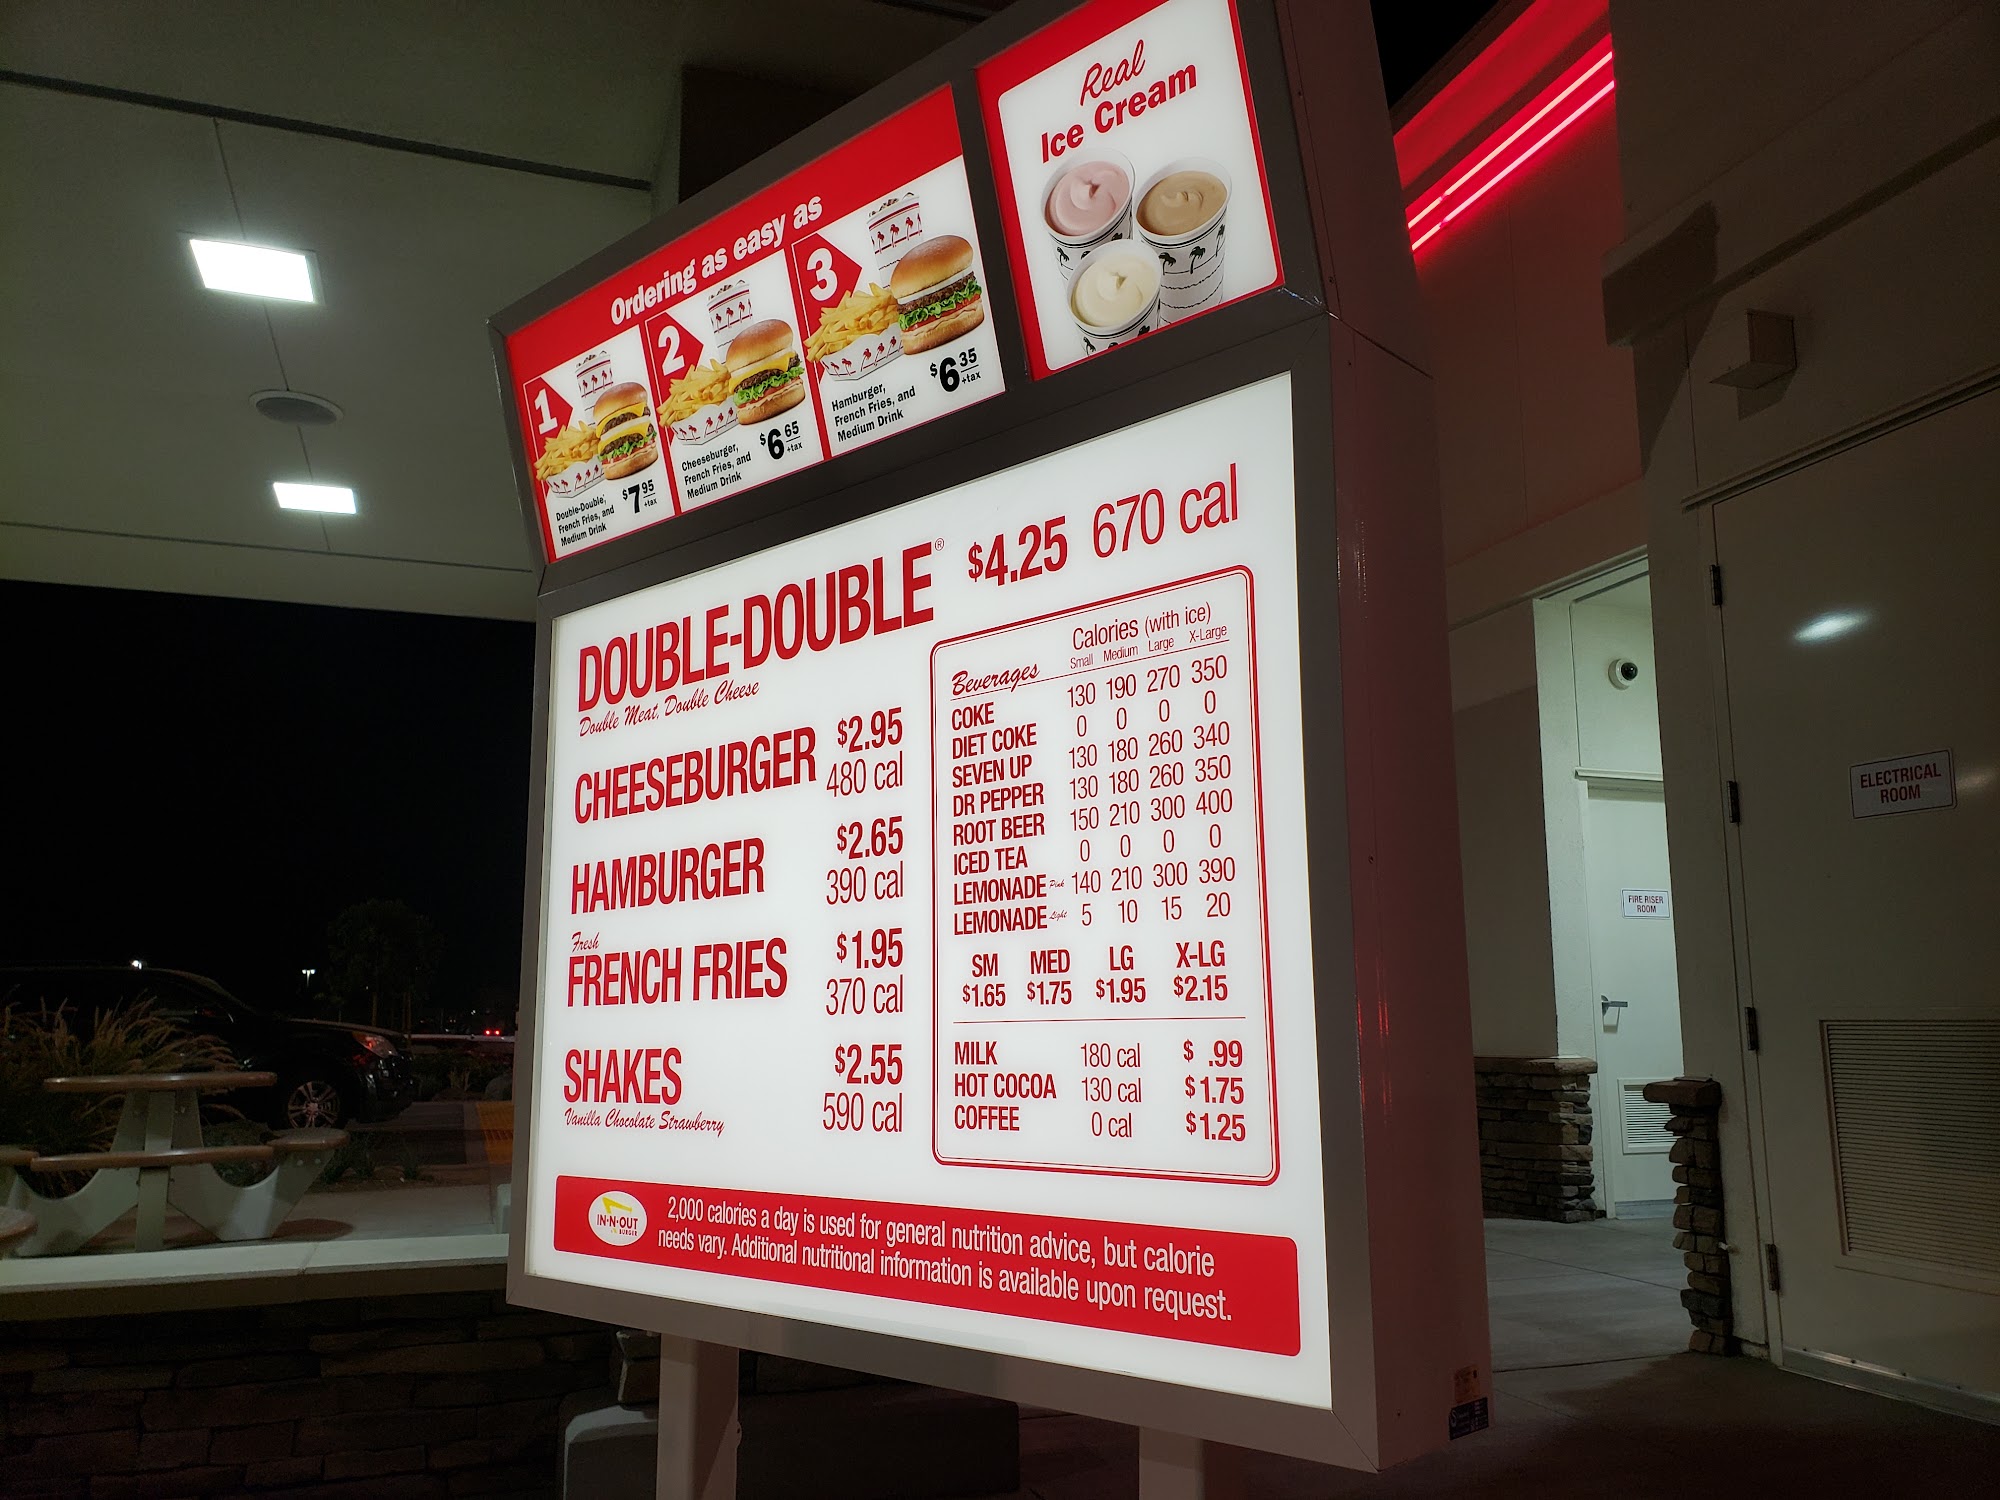 Real
Ice Cream
Ordering as easy as
1
Double-Double,
French Fries, and
Medium Drink
$7 95
+tax
2
Cheeseburger,
French Fries, and
Medium Drink
$6 65
+tax
3
Hamburger,
French Fries, and
Medium Drink
$6 35
+tax
DOUBLE-DOUBLE® $4.25 670 cal
Double Meat, Double Cheese
CHEESEBURGER $2.95
480 cal
HAMBURGER $2.65
390 cal
Fresh
FRENCH FRIES $1.95
370 cal
SHAKES $2.55
Vanilla Chocolate Strawberry 590 cal
Calories (with ice)
Beverages Small Medium Large X-Large
COKE 130 190 270 350
DIET COKE 0 0 0 0
SEVEN UP 130 180 260 340
DR PEPPER 130 180 260 350
ROOT BEER 150 210 300 400
ICED TEA 0 0 0 0
LEMONADE Pink 140 210 300 390
LEMONADE Light 5 10 15 20
SM MED LG X-LG
$1.65 $1.75 $1.95 $2.15
MILK 180 cal $ .99
HOT COCOA 130 cal $1.75
COFFEE 0 cal $1.25
IN-N-OUT
BURGER
2,000 calories a day is used for general nutrition advice, but calorie
needs vary. Additional nutritional information is available upon request.
ELECTRICAL
ROOM
FIRE RISER
ROOM